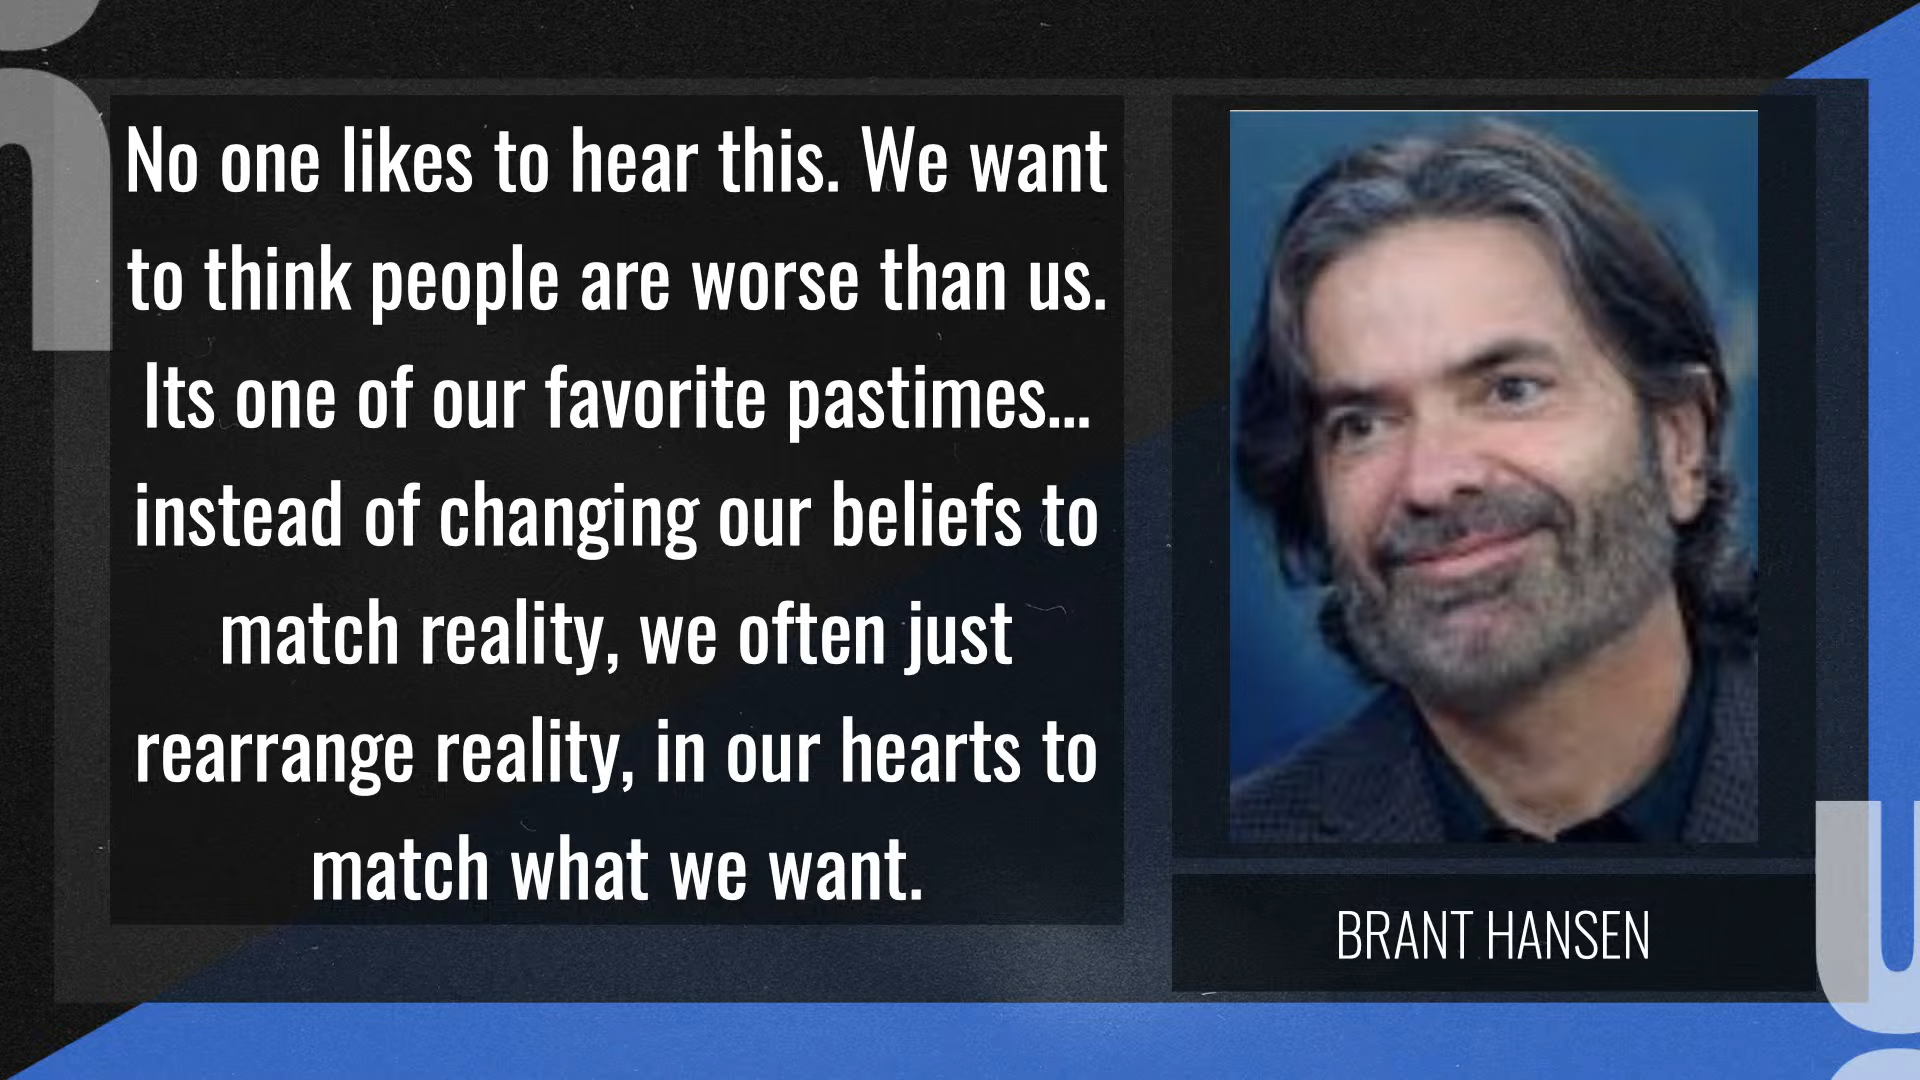 No one likes to hear this. We want
to think people are worse than us.
Its one of our favorite pastimes...
instead of changing our beliefs to
match reality, we often just
rearrange reality, in our hearts to
match what we want.
BRANT HANSEN